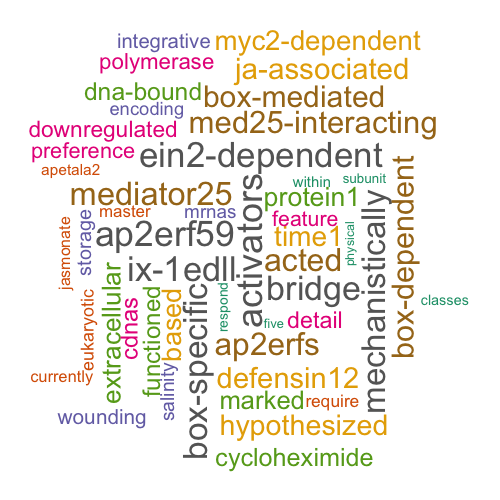 integrative
myc2-dependent
polymerase
ja-associated
dna-bound
box-mediated
encoding
downregulated
med25-interacting
preference
ein2-dependent
apetala2
within
subunit
mediator25
activators
protein1
mechanistically
box-dependent
jasmonate
storage
master
mrnas
feature
ap2erf59
time1
physical
eukaryotic
extracellular
ix-1edll
acted
cdnas
functioned
based
box-specific
respond
bridge
classes
five
detail
ap2erfs
currently
salinity
defensin12
marked
require
wounding
hypothesized
cycloheximide